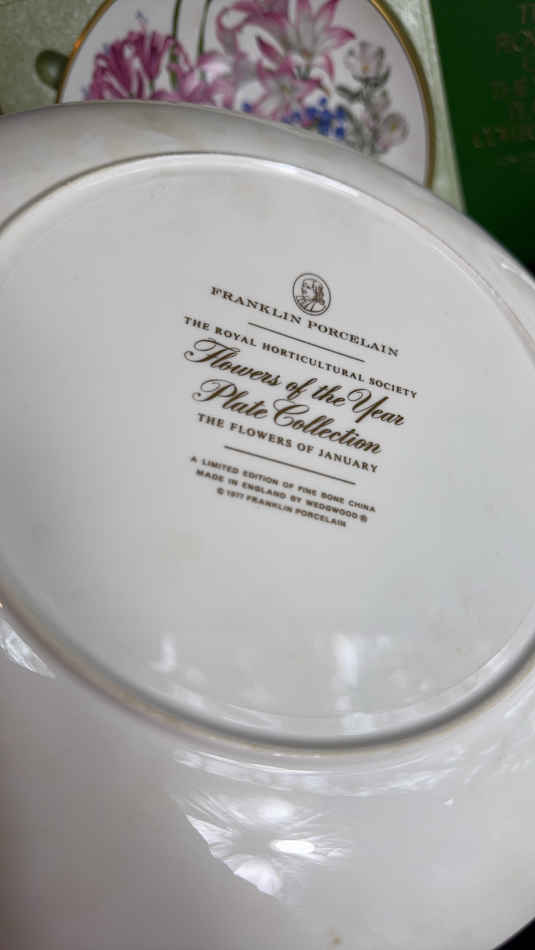 FRANKLIN PORCELAIN
THE ROYAL HORTICULTURAL SOCIETY
Flowers of the Year
Plate Collection
THE FLOWERS OF JANUARY
A LIMITED EDITION OF FINE BONE CHINA
MADE IN ENGLAND BY WEDGWOOD ®
© 1977 FRANKLIN PORCELAIN